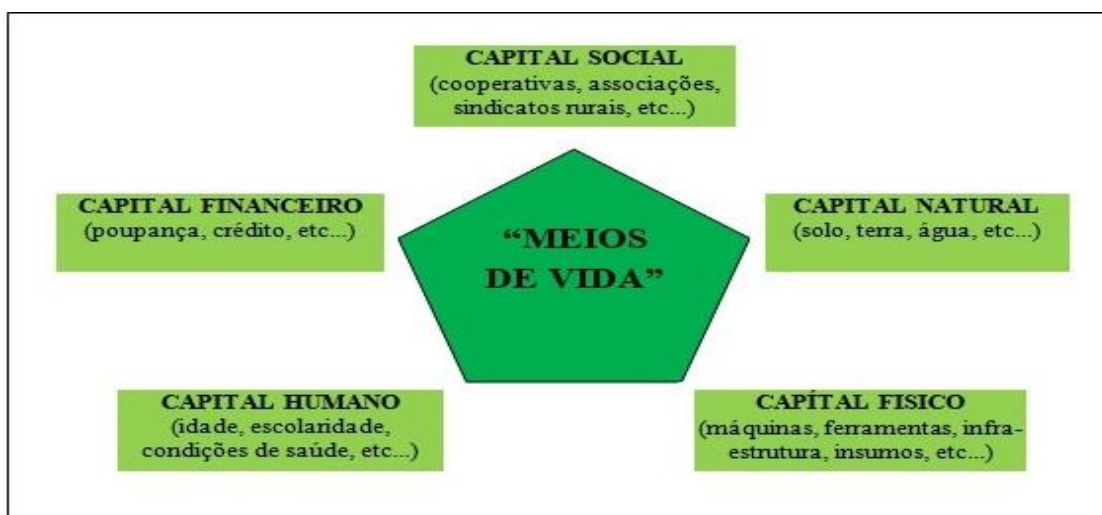 CAPITAL SOCIAL
(cooperativas, associações,
sindicatos rurais, etc...)
CAPITAL FINANCEIRO
(poupança, crédito, etc...)
“MEIOS
DE VIDA”
CAPITAL NATURAL
(solo, terra, água, etc...)
CAPITAL HUMANO
(idade, escolaridade,
condições de saúde, etc...)
CAPÍTAL FISICO
(máquinas, ferramentas, infra-
estrutura, insumos, etc...)